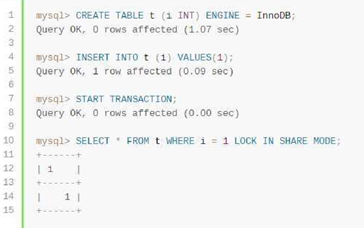 1 mysql> CREATE TABLE t (i INT) ENGINE = InnoDB;
2 Query OK, 0 rows affected (1.07 sec)
3
4 mysql> INSERT INTO t (i) VALUES(1);
5 Query OK, 1 row affected (0.09 sec)
6
7 mysql> START TRANSACTION;
8 Query OK, 0 rows affected (0.00 sec)
9
10 mysql> SELECT * FROM t WHERE i = 1 LOCK IN SHARE MODE;
11 +------+
12 | i    |
13 +------+
14 |    1 |
15 +------+